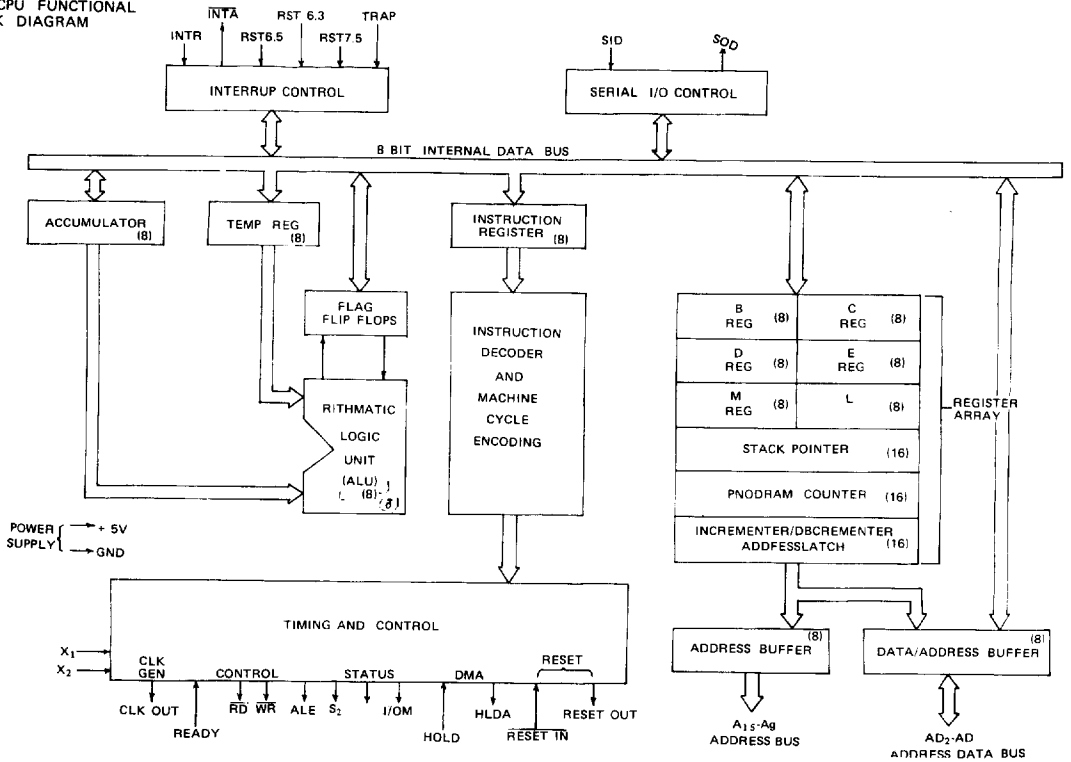 CPU FUNCTIONAL
K DIAGRAM
INTR
INTA
RST6.5
RST 6.3
RST7.5
TRAP
INTERRUP CONTROL
SID
SOD
SERIAL I/O CONTROL
8 BIT INTERNAL DATA BUS
ACCUMULATOR
(8)
TEMP REG
(8)
INSTRUCTION
REGISTER
(8)
FLAG
FLIP FLOPS
RITHMATIC
LOGIC
UNIT
(ALU)
(8)
(8)
INSTRUCTION
DECODER
AND
MACHINE
CYCLE
ENCODING
B
REG (8)
C
REG (8)
D
REG (8)
E
REG (8)
M
REG (8)
L
(8)
STACK POINTER (16)
PNODRAM COUNTER (16)
INCREMENTER/DBCREMENTER
ADDFESSLATCH (16)
REGISTER
ARRAY
POWER
SUPPLY
+ 5V
GND
TIMING AND CONTROL
X1
X2
CLK
GEN
CONTROL
STATUS
DMA
RESET
CLK OUT
READY
RD
WR
ALE
S2
I/OM
HOLD
HLDA
RESET IN
RESET OUT
(8)
ADDRESS BUFFER
(8)
DATA/ADDRESS BUFFER
A15-Ag
ADDRESS BUS
AD2-AD
ADDRESS DATA BUS